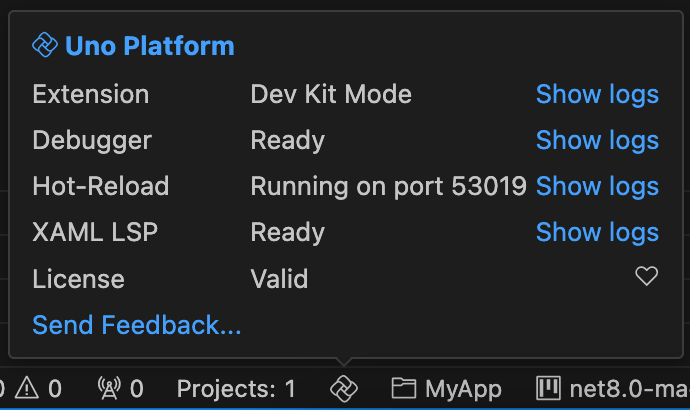 Uno Platform
Extension Dev Kit Mode Show logs
Debugger Ready Show logs
Hot-Reload Running on port 53019 Show logs
XAML LSP Ready Show logs
License Valid
Send Feedback...
0 0 Projects: 1 MyApp net8.0-ma